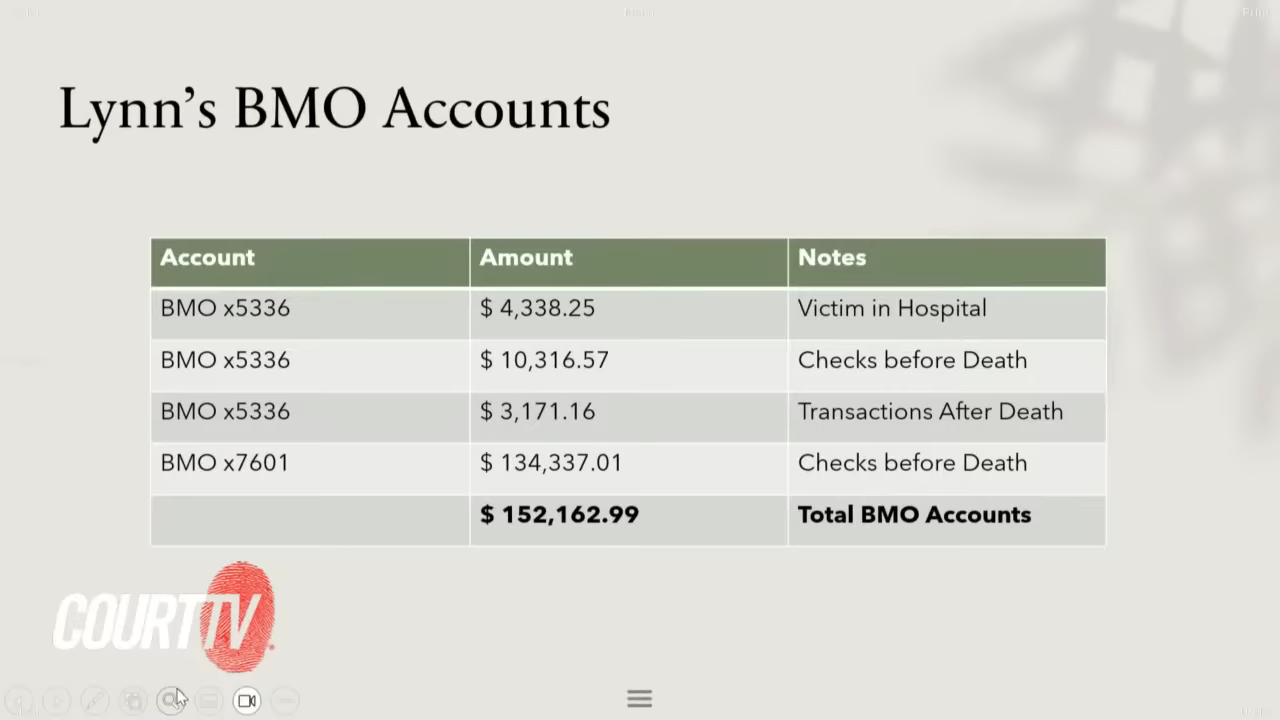 Lynn’s BMO Accounts
Account Amount Notes
BMO x5336 $ 4,338.25 Victim in Hospital
BMO x5336 $ 10,316.57 Checks before Death
BMO x5336 $ 3,171.16 Transactions After Death
BMO x7601 $ 134,337.01 Checks before Death
$ 152,162.99 Total BMO Accounts
COURT TV